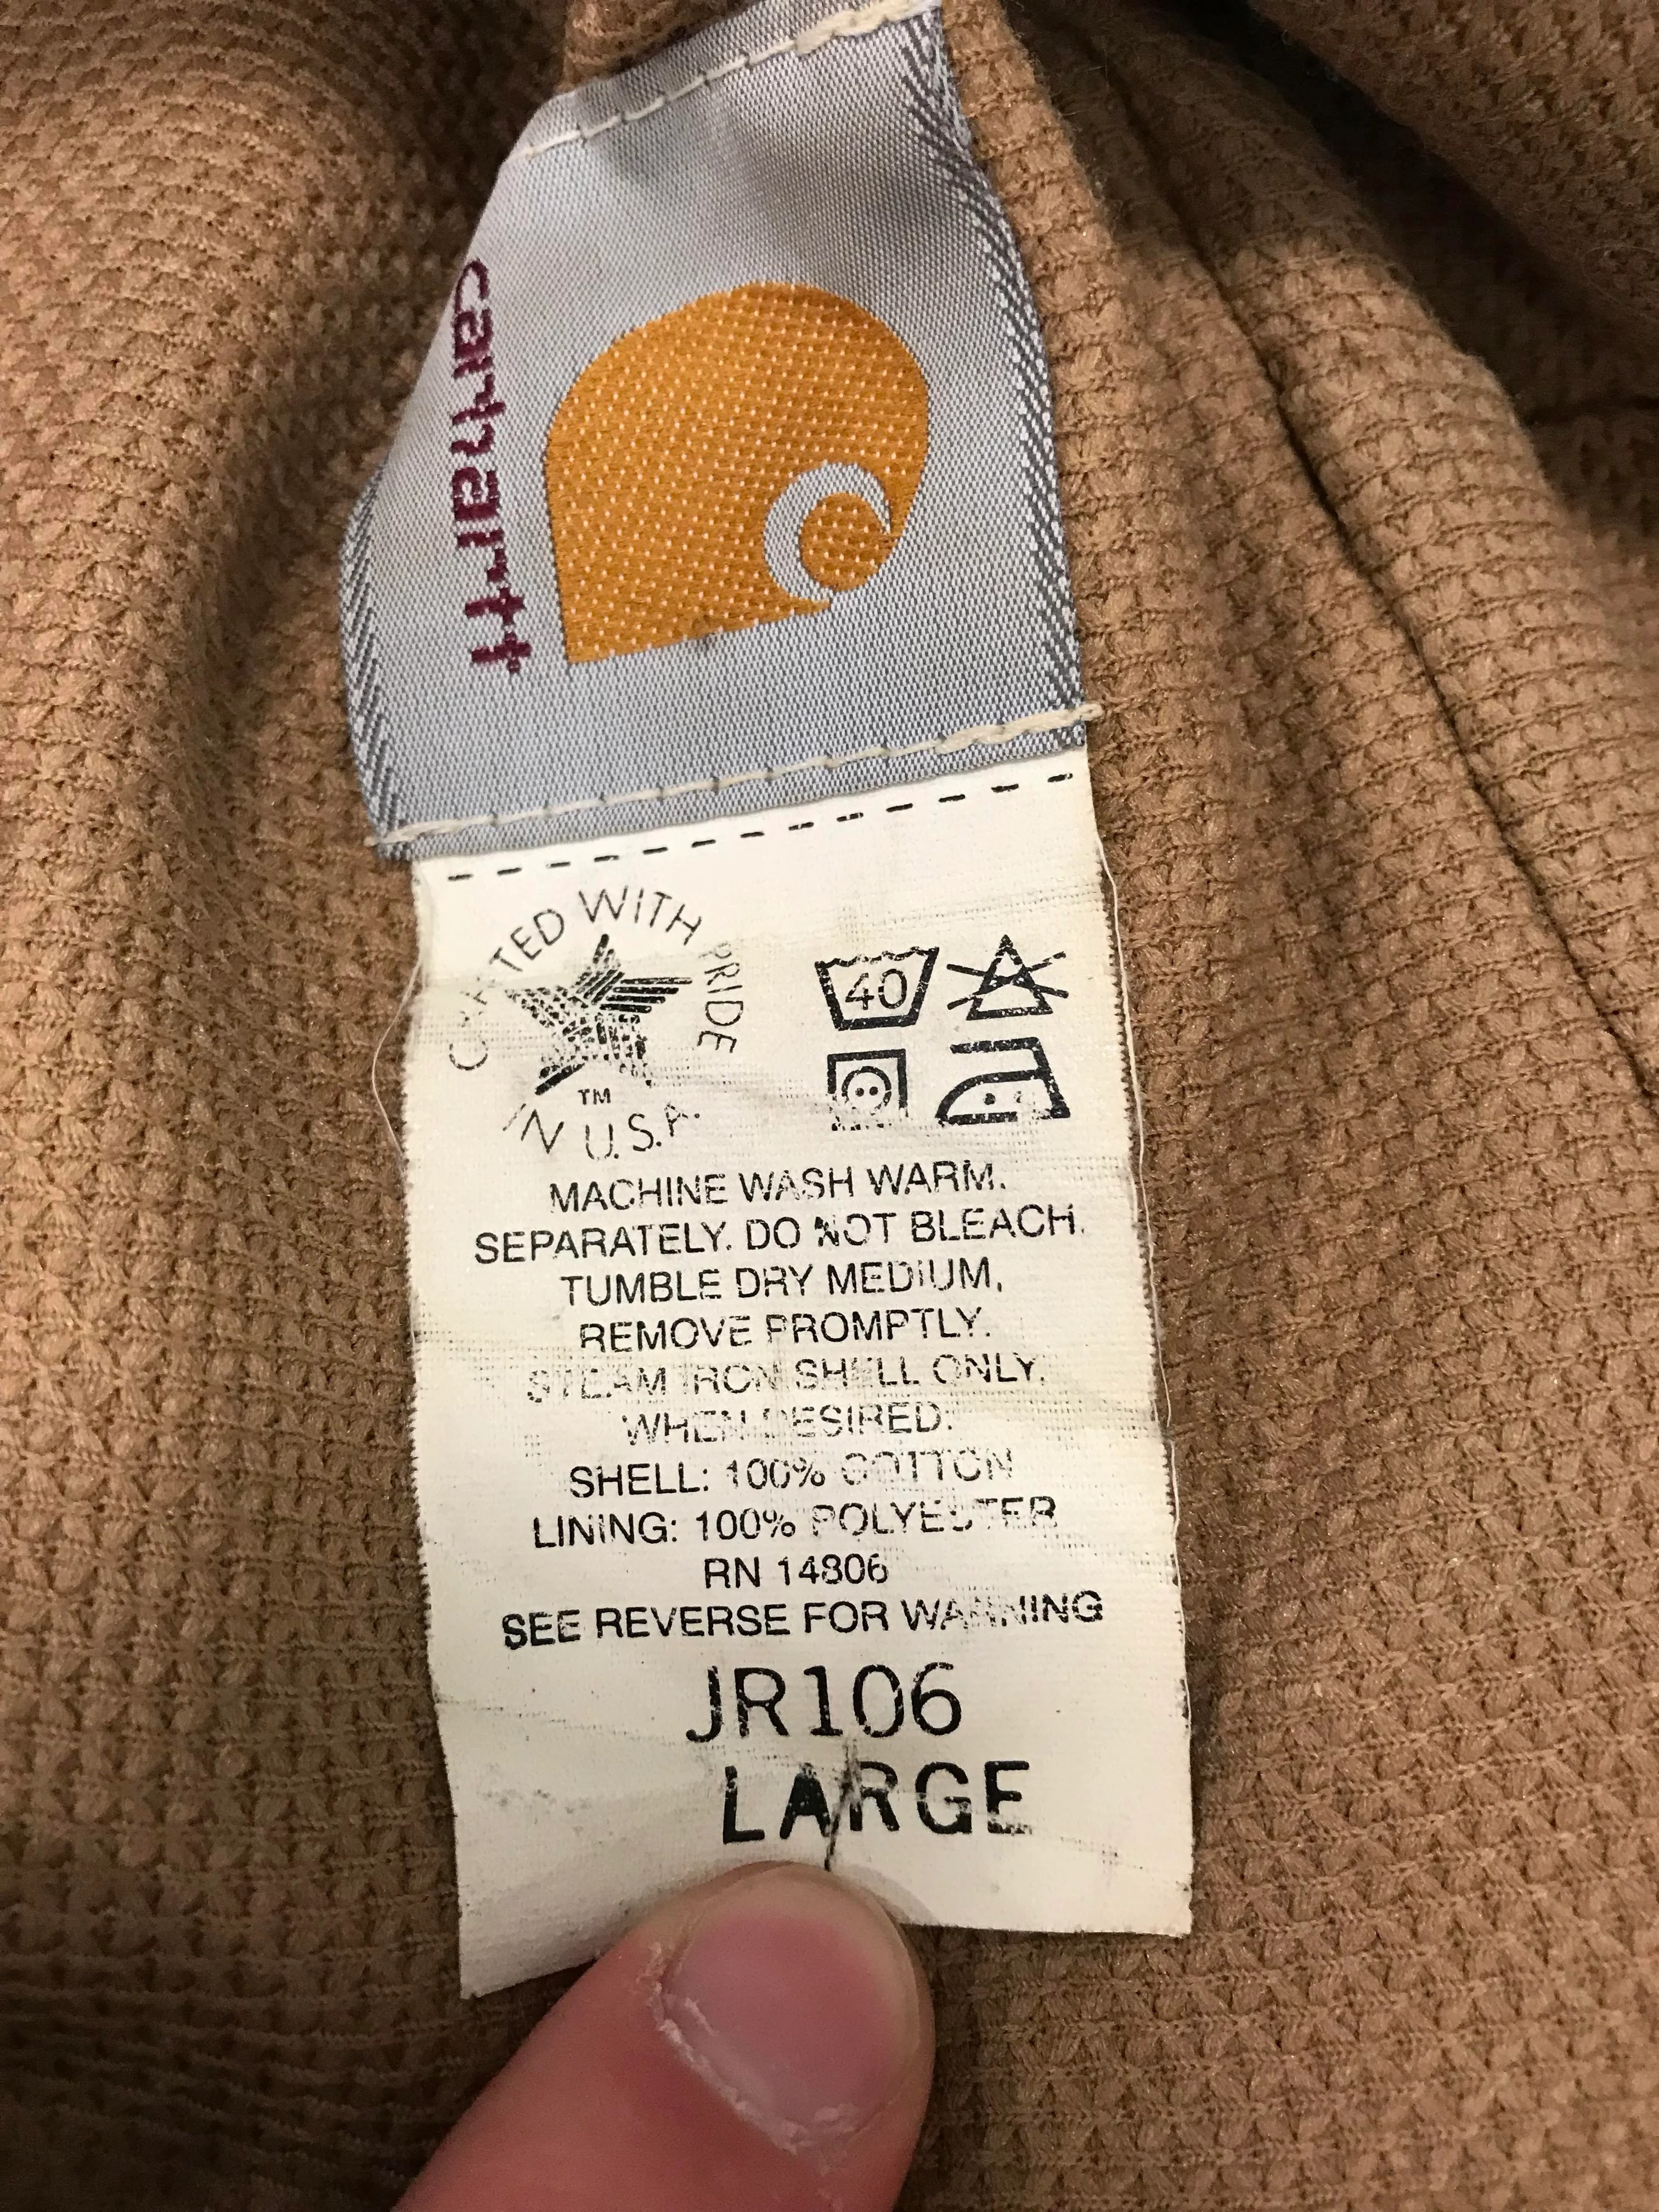 carhartt
CRAFTED WITH PRIDE
IN U.S.A.
TM
40
MACHINE WASH WARM.
SEPARATELY. DO NOT BLEACH.
TUMBLE DRY MEDIUM,
REMOVE PROMPTLY.
STEAM IRON SHELL ONLY,
WHEN DESIRED.
SHELL: 100% COTTON
LINING: 100% POLYESTER
RN 14806
SEE REVERSE FOR WARNING
JR106
LARGE